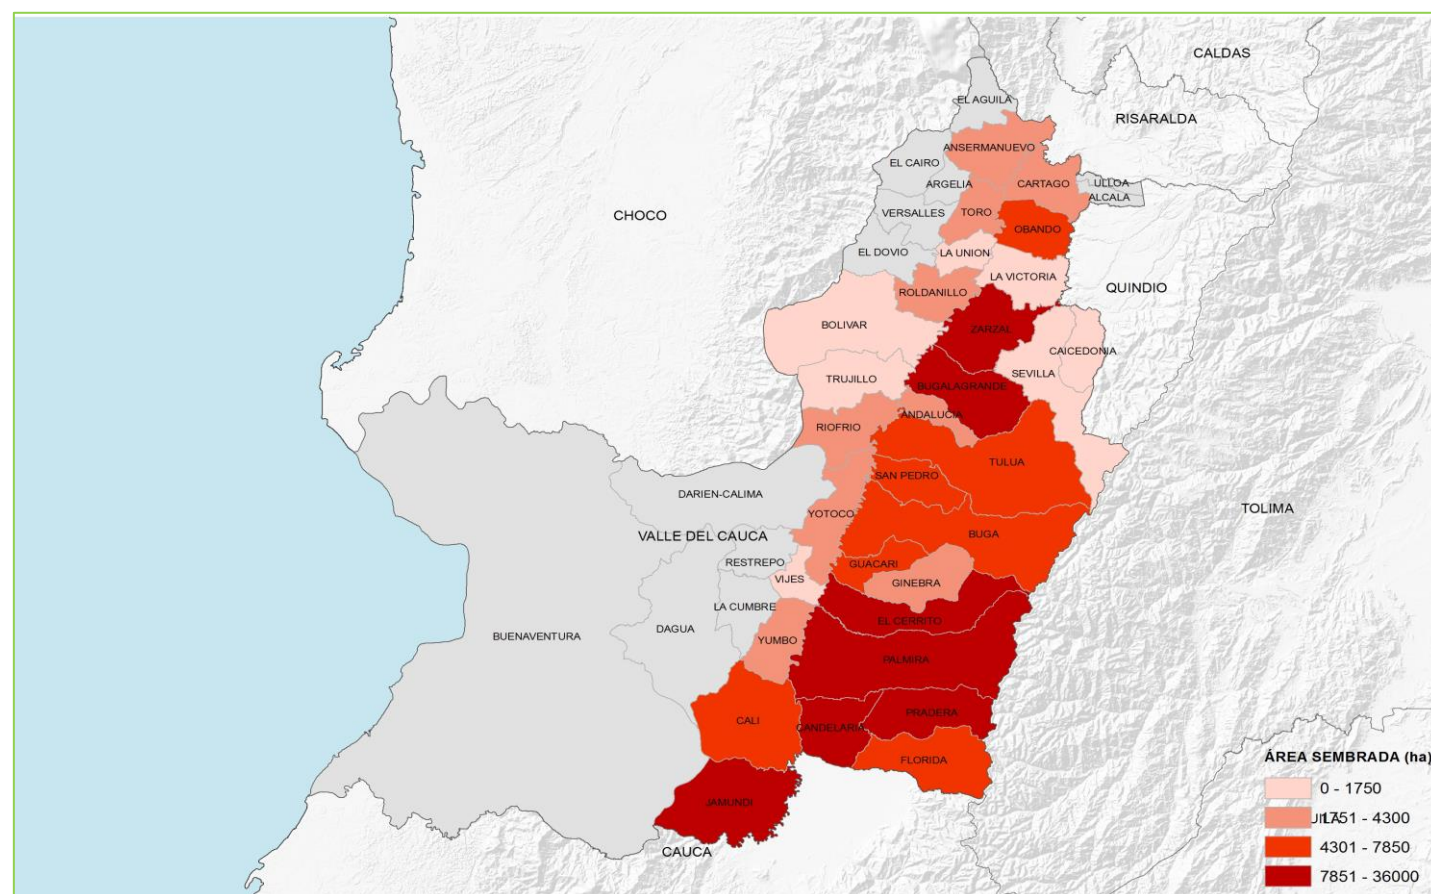 CALDAS
EL AGUILA
RISARALDA
ANSERMANUEVO
EL CAIRO
ARGELIA
CARTAGO
ULLOA
ALCALA
CHOCO
VERSALLES
TORO
OBANDO
EL DOVIO
LA UNION
LA VICTORIA
QUINDIO
ROLDANILLO
BOLIVAR
ZARZAL
CAICEDONIA
SEVILLA
TRUJILLO
BUGALAGRANDE
ANDALUCIA
RIOFRIO
TULUA
SAN PEDRO
DARIEN-CALIMA
TOLIMA
YOTOCO
VALLE DEL CAUCA
BUGA
RESTREPO
GUACARI
VIJES
GINEBRA
LA CUMBRE
EL CERRITO
DAGUA
BUENAVENTURA
YUMBO
PALMIRA
PRADERA
CALI
CANDELARIA
FLORIDA
JAMUNDI
CAUCA
ÁREA SEMBRADA (ha)
0 - 1750
1751 - 4300
4301 - 7850
7851 - 36000